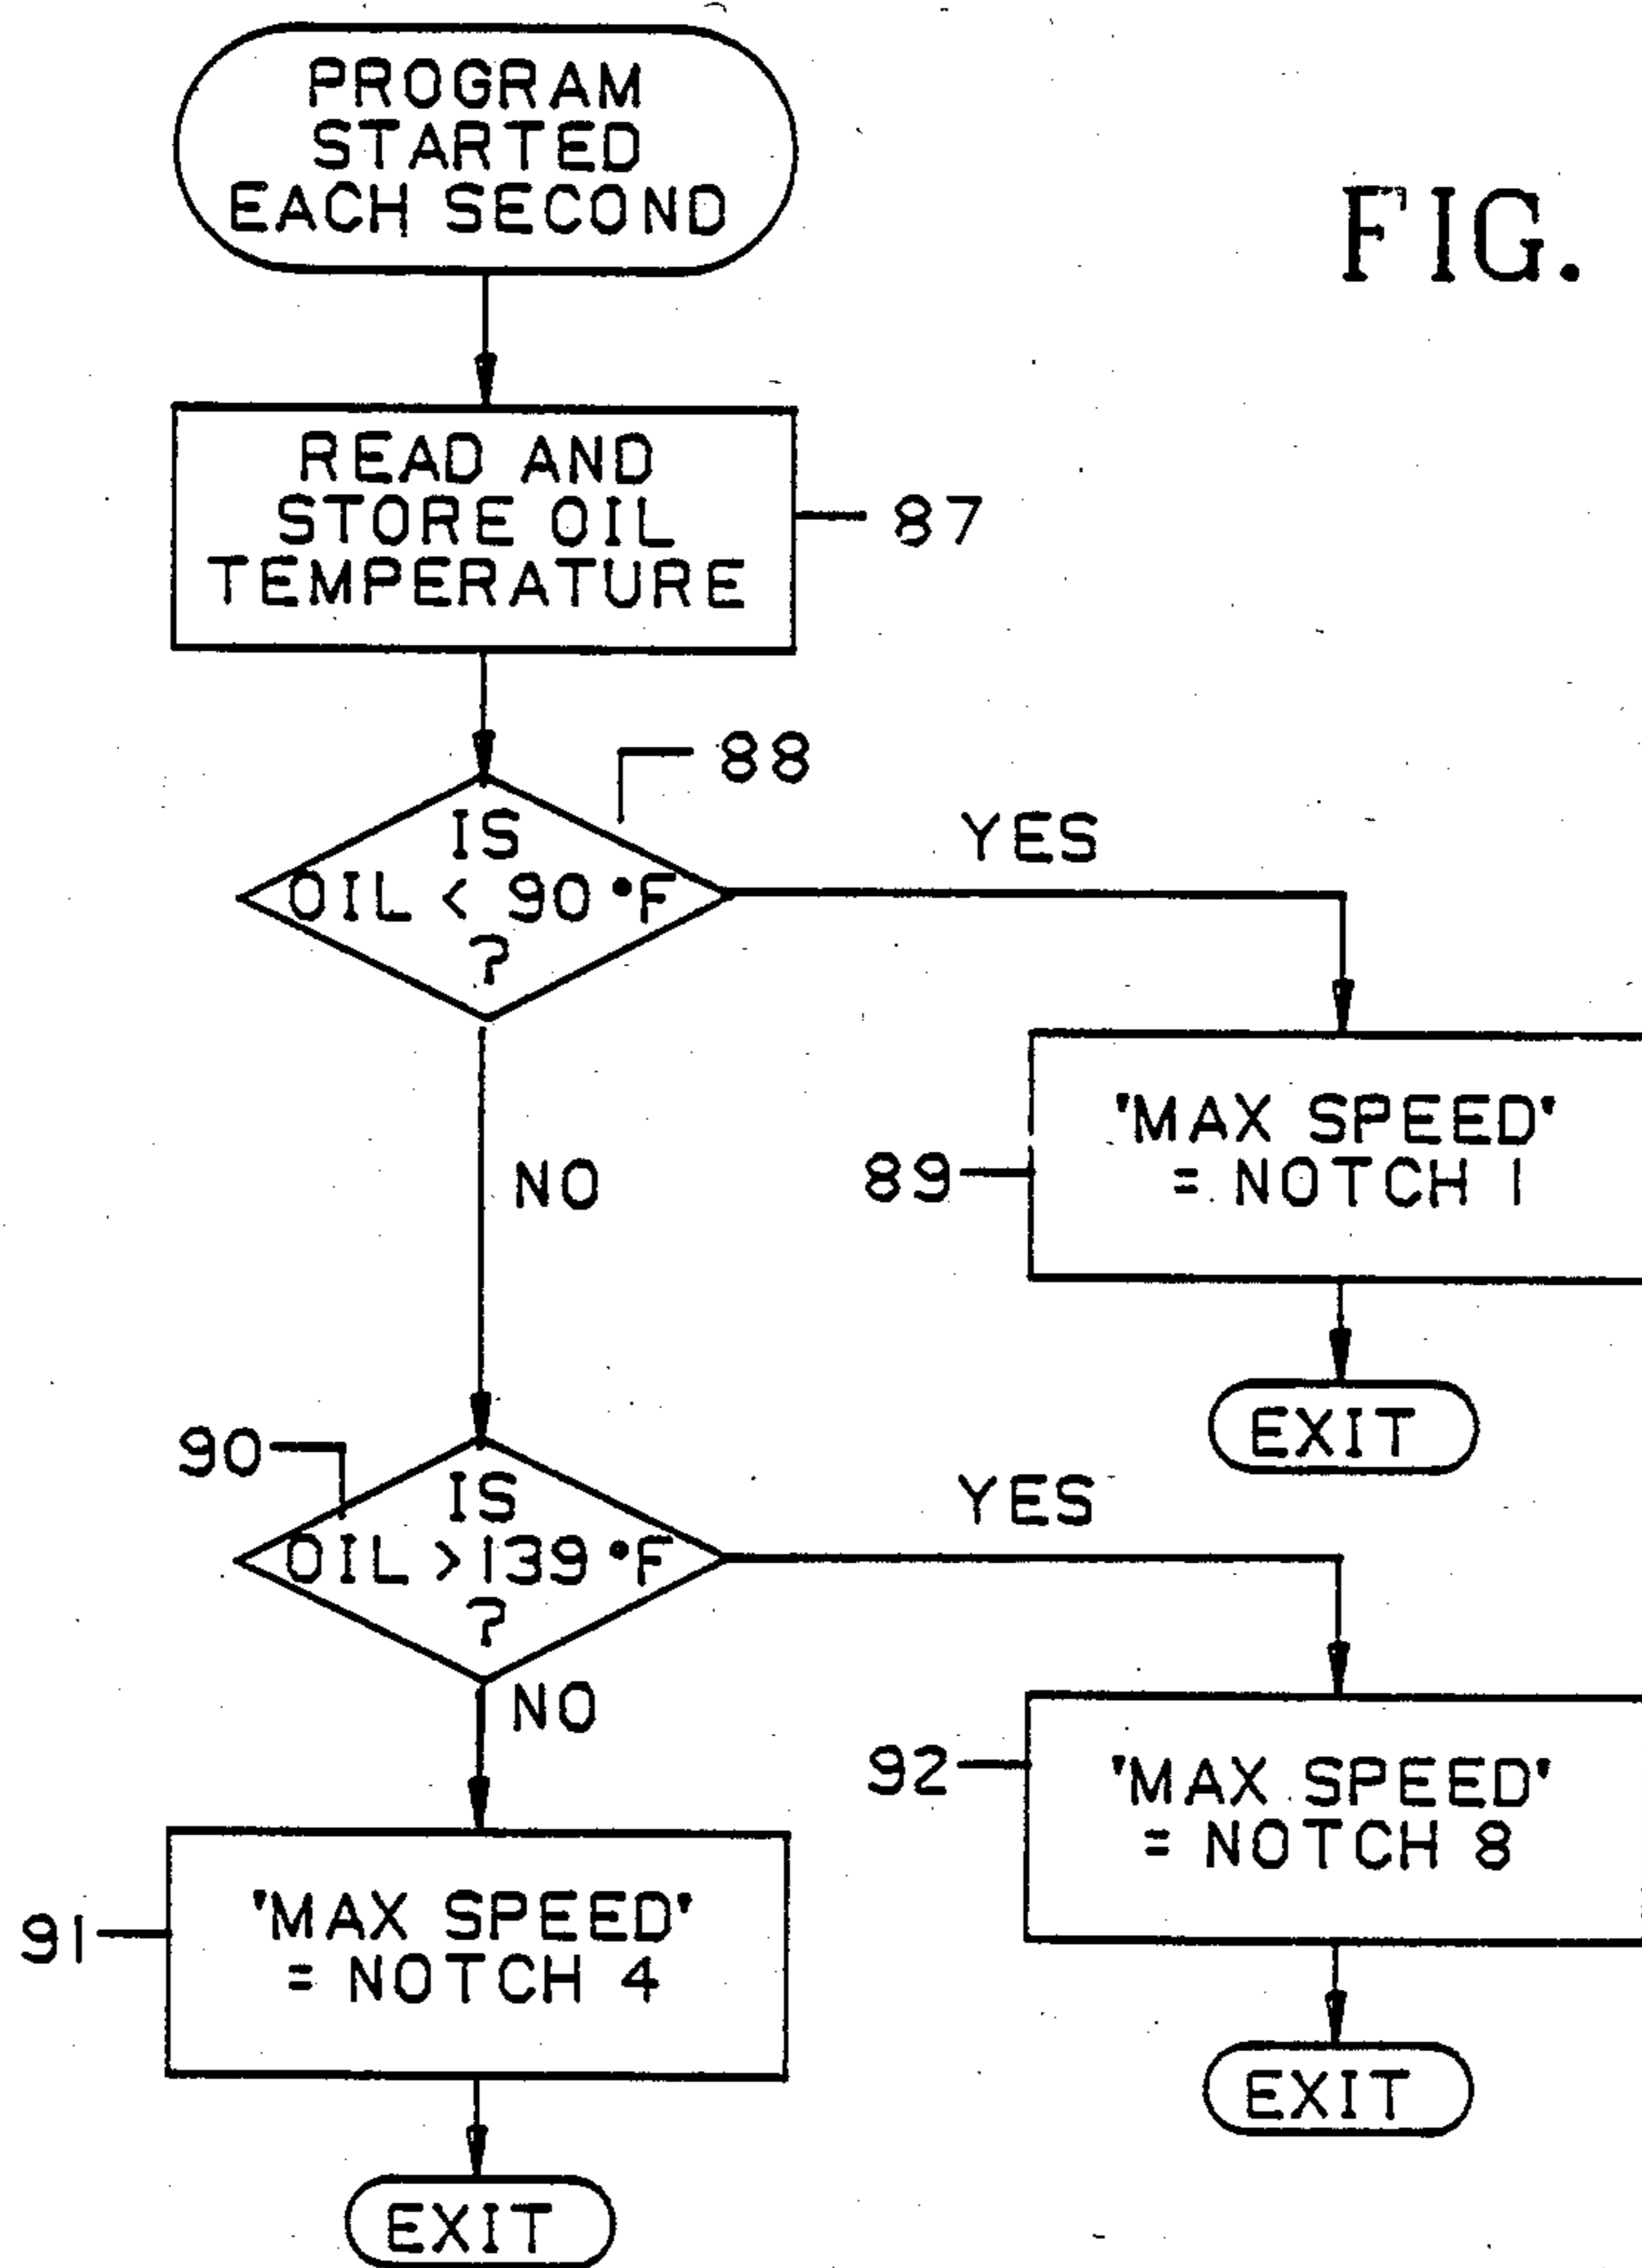 PROGRAM
STARTED
EACH SECOND
FIG.
READ AND
STORE OIL
TEMPERATURE
87
88
IS
OIL < 90°F
?
YES
NO
'MAX SPEED'
= NOTCH 1
89
EXIT
90
IS
OIL >139°F
?
YES
NO
'MAX SPEED'
= NOTCH 8
92
'MAX SPEED'
= NOTCH 4
91
EXIT
EXIT